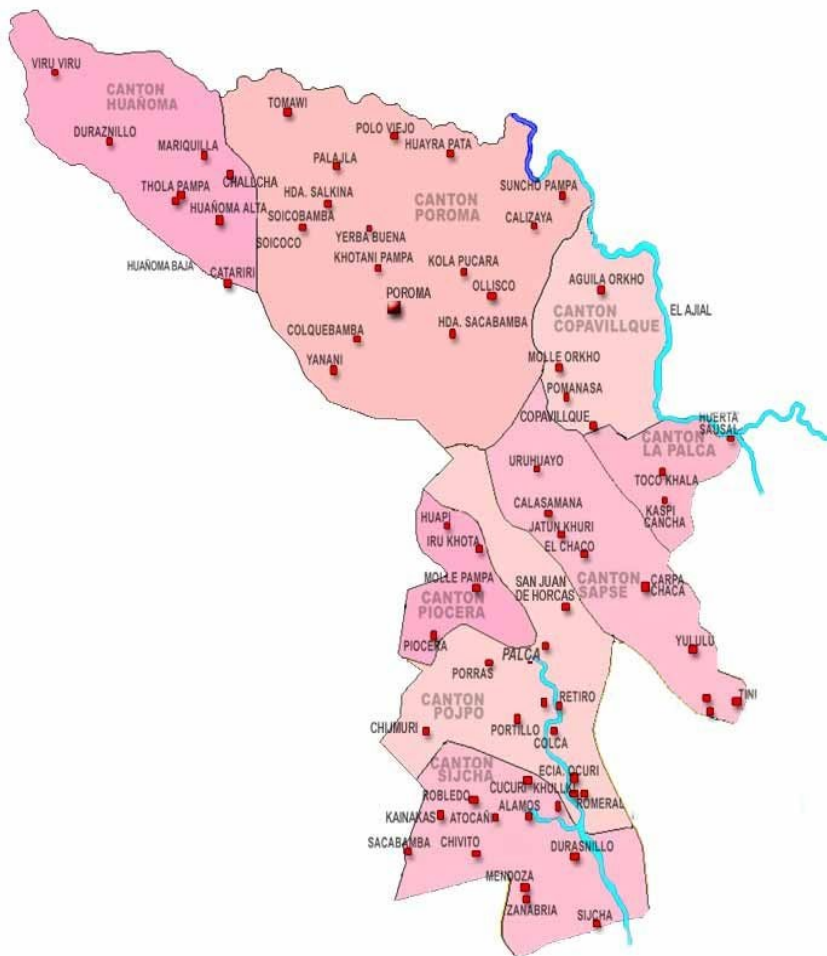 VIRU VIRU
CANTON
HUAÑOMA
DURAZNILLO
MARIQUILLA
CHALLCHA
THOLA PAMPA
HUAÑOMA ALTA
HUAÑOMA BAJA
CATARIRI
TOMAWI
POLO VIEJO
HUAYRA PATA
PALAJLA
HDA. SALKINA
CANTON
POROMA
SUNCHO PAMPA
SOICOBAMBA
CALIZAYA
SOICOCO
YERBA BUENA
KHOTANI PAMPA
KOLA PUCARA
OLLISCO
POROMA
HDA. SACABAMBA
COLQUEBAMBA
YANANI
AGUILA ORKHO
CANTON
COPAVILLQUE
EL AJIAL
MOLLE ORKHO
POMANASA
COPAVILLQUE
HUERTA
SAUSAL
CANTON
LA PALCA
TOCO KHALA
KASPI
CANCHA
URUHUAYO
CALASAMANA
JATUN KHURI
EL CHACO
CANTON
SAPSE
CARPA
CHACA
YULULU
TINI
HUAPI
IRU KHOTA
MOLLE PAMPA
CANTON
PIOCERA
PIOCERA
SAN JUAN
DE HORCAS
PALCA
PORRAS
CANTON
POJPO
RETIRO
PORTILLO
COLCA
CHIJMURI
CANTON
SIJCHA
ECIA. OCURI
CUCURI
ROBLEDO
ALAMOS
ROMERAL
KAINAKAS
SACABAMBA
CHIVITO
DURASNILLO
MENDOZA
ZANABRIA
SIJCHA